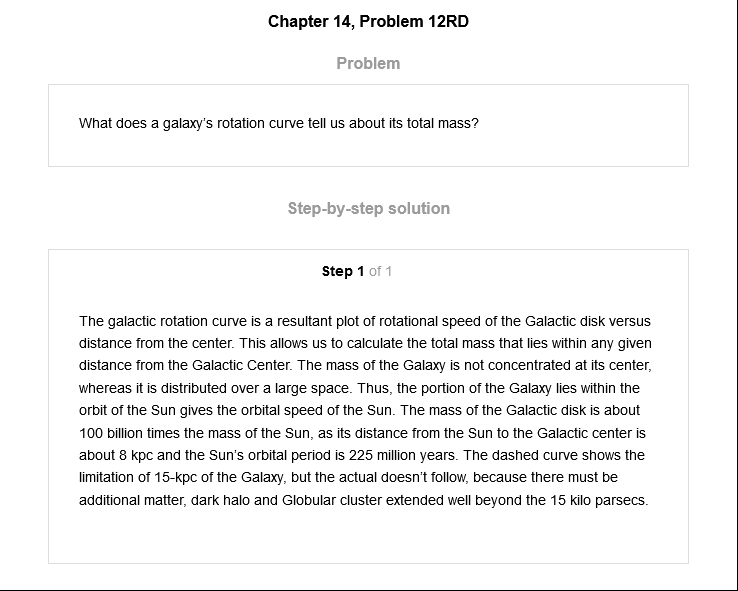 Chapter 14, Problem 12RD
Problem
What does a galaxy's rotation curve tell us about its total mass?
Step-by-step solution
Step 1 of 1
The galactic rotation curve is a resultant plot of rotational speed of the Galactic disk versus
distance from the center. This allows us to calculate the total mass that lies within any given
distance from the Galactic Center. The mass of the Galaxy is not concentrated at its center,
whereas it is distributed over a large space. Thus, the portion of the Galaxy lies within the
orbit of the Sun gives the orbital speed of the Sun. The mass of the Galactic disk is about
100 billion times the mass of the Sun, as its distance from the Sun to the Galactic center is
about 8 kpc and the Sun's orbital period is 225 million years. The dashed curve shows the
limitation of 15-kpc of the Galaxy, but the actual doesn't follow, because there must be
additional matter, dark halo and Globular cluster extended well beyond the 15 kilo parsecs.